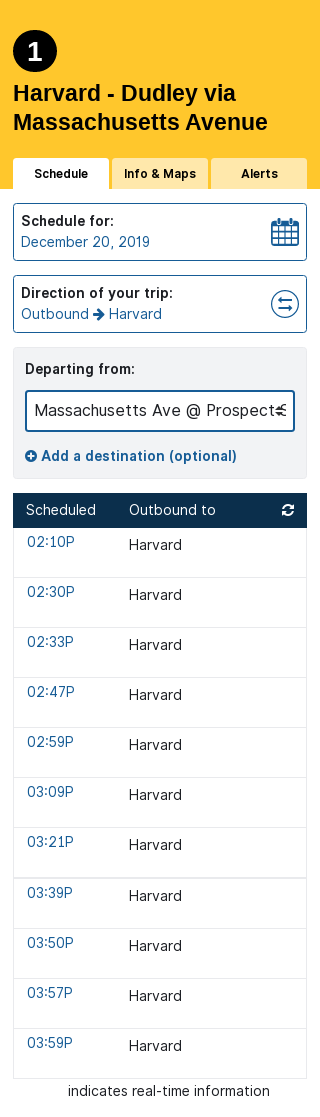 1
Harvard - Dudley via
Massachusetts Avenue
Schedule Info & Maps Alerts
Schedule for:
December 20, 2019
Direction of your trip:
Outbound Harvard
Departing from:
Massachusetts Ave @ Prospect S
Add a destination (optional)
Scheduled Outbound to
02:10P Harvard
02:30P Harvard
02:33P Harvard
02:47P Harvard
02:59P Harvard
03:09P Harvard
03:21P Harvard
03:39P Harvard
03:50P Harvard
03:57P Harvard
03:59P Harvard
indicates real-time information